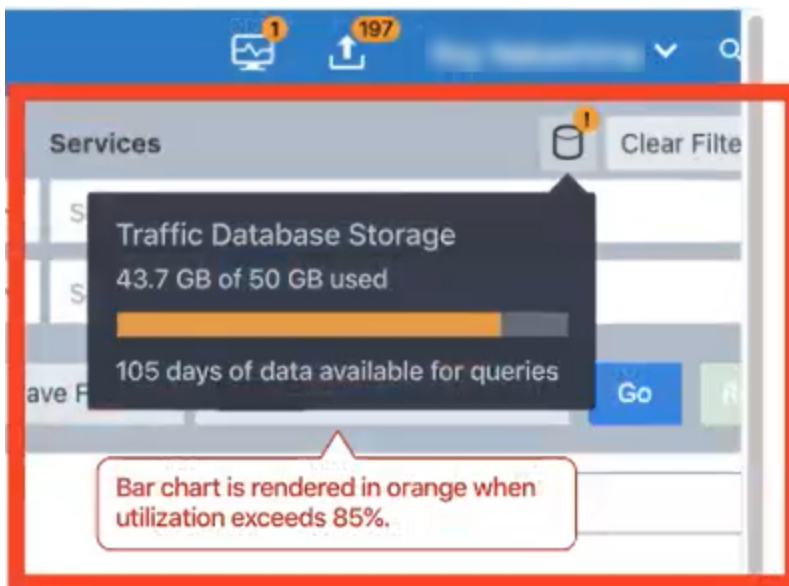 1
197
Services
!
Clear Filte
S
Traffic Database Storage
43.7 GB of 50 GB used
S
105 days of data available for queries
ave F
Go
R
Bar chart is rendered in orange when
utilization exceeds 85%.